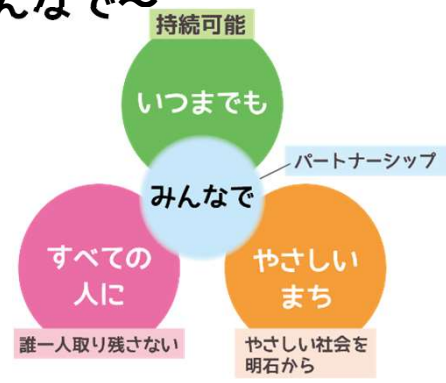 んなで～
持続可能
いつまでも
パートナーシップ
みんなで
すべての
人に
やさしい
まち
誰一人取り残さない
やさしい社会を
明石から